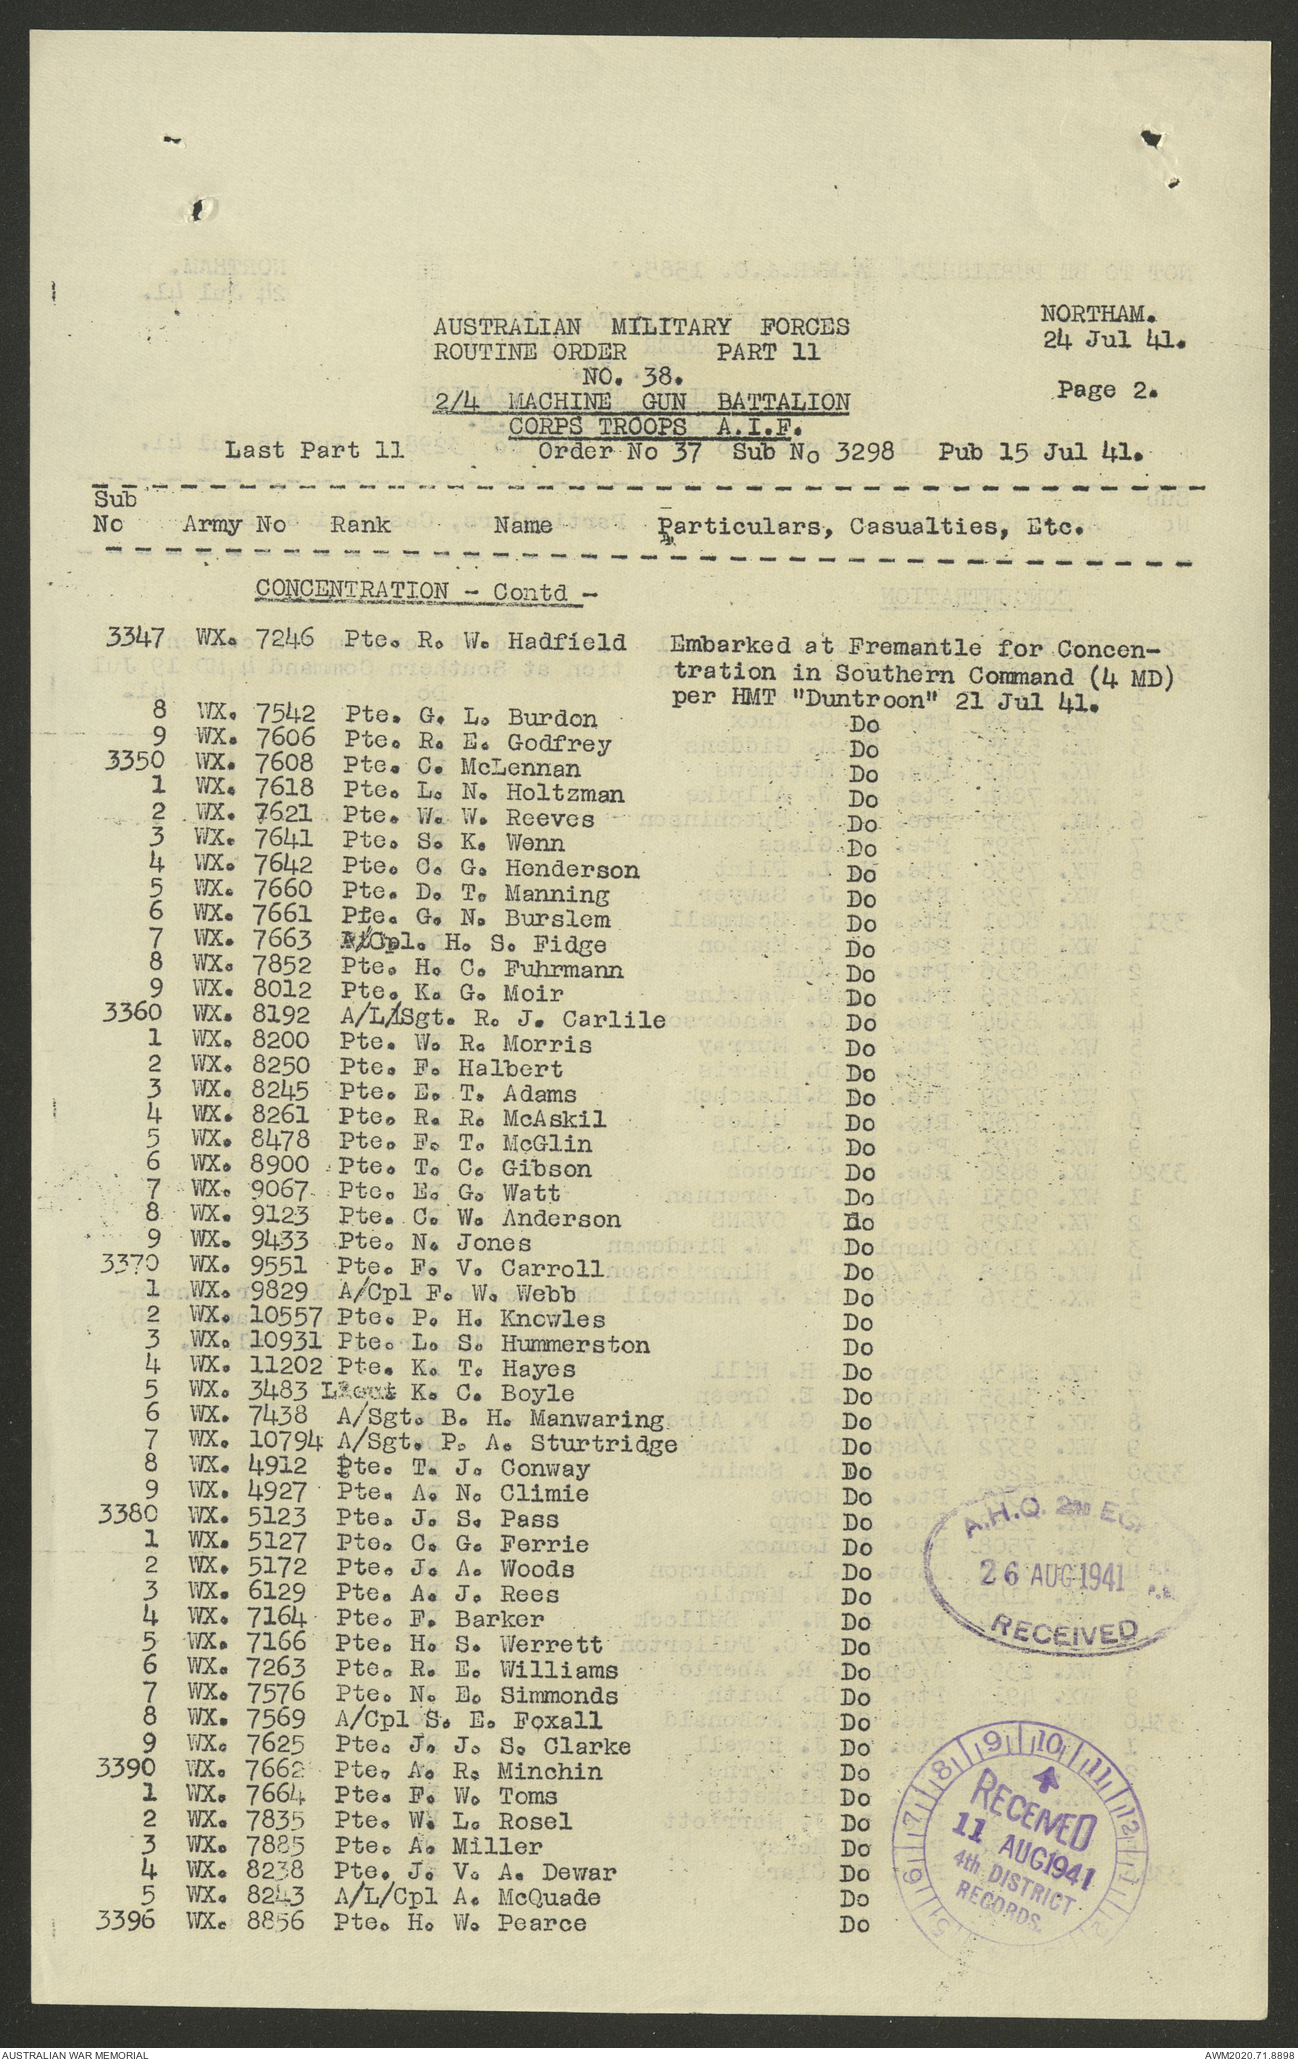 NORTHAM.
24 Jul 41.
AUSTRALIAN MILITARY FORCES
ROUTINE ORDER PART 11
NO. 38.
Page 2.
2/4 MACHINE GUN BATTALION
CORPS TROOPS A.I.F.
Last Part 11 Order No 37 Sub No 3298 Pub 15 Jul 41.
Sub
No Army No Rank Name Particulars, Casualties, Etc.
CONCENTRATION - Contd -
3347 WX. 7246 Pte. R. W. Hadfield Embarked at Fremantle for Concen-
tration in Southern Command (4 MD)
per HMT "Duntroon" 21 Jul 41.
8 WX. 7542 Pte. G. L. Burdon Do
9 WX. 7606 Pte. R. E. Godfrey Do
3350 WX. 7608 Pte. C. McLennan Do
1 WX. 7618 Pte. L. N. Holtzman Do
2 WX. 7621 Pte. W. W. Reeves Do
3 WX. 7641 Pte. S. K. Wenn Do
4 WX. 7642 Pte. C. G. Henderson Do
5 WX. 7660 Pte. D. T. Manning Do
6 WX. 7661 Pte. G. N. Burslem Do
7 WX. 7663 A/Cpl. H. S. Fidge Do
8 WX. 7852 Pte. H. C. Fuhrmann Do
9 WX. 8012 Pte. K. G. Moir Do
3360 WX. 8192 A/L/Sgt. R. J. Carlile Do
1 WX. 8200 Pte. W. R. Morris Do
2 WX. 8250 Pte. F. Halbert Do
3 WX. 8245 Pte. E. T. Adams Do
4 WX. 8261 Pte. R. R. McAskil Do
5 WX. 8478 Pte. F. T. McGlin Do
6 WX. 8900 Pte. T. C. Gibson Do
7 WX. 9067 Pte. E. G. Watt Do
8 WX. 9123 Pte. C. W. Anderson Do
9 WX. 9433 Pte. N. Jones Do
3370 WX. 9551 Pte. F. V. Carroll Do
1 WX. 9829 A/Cpl F. W. Webb Do
2 WX. 10557 Pte. P. H. Knowles Do
3 WX. 10931 Pte. L. S. Hummerston Do
4 WX. 11202 Pte. K. T. Hayes Do
5 WX. 3483 Lieut K. C. Boyle Do
6 WX. 7438 A/Sgt. B. H. Manwaring Do
7 WX. 10794 A/Sgt. P. A. Sturtridge Do
8 WX. 4912 Pte. T. J. Conway Do
9 WX. 4927 Pte. A. N. Climie Do
3380 WX. 5123 Pte. J. S. Pass Do
1 WX. 5127 Pte. C. G. Ferrie Do
2 WX. 5172 Pte. J. A. Woods Do
3 WX. 6129 Pte. A. J. Rees Do
4 WX. 7164 Pte. F. Barker Do
5 WX. 7166 Pte. H. S. Werrett Do
6 WX. 7263 Pte. R. E. Williams Do
7 WX. 7576 Pte. N. E. Simmonds Do
8 WX. 7569 A/Cpl S. E. Foxall Do
9 WX. 7625 Pte. J. J. S. Clarke Do
3390 WX. 7662 Pte. A. R. Minchin Do
1 WX. 7664 Pte. F. W. Toms Do
2 WX. 7835 Pte. W. L. Rosel Do
3 WX. 7885 Pte. A. Miller Do
4 WX. 8238 Pte. J. V. A. Dewar Do
5 WX. 8243 A/L/Cpl A. McQuade Do
3396 WX. 8856 Pte. H. W. Pearce Do
A.H.Q. 2ND
26 AUG 1941
RECEIVED
5 6 7 8 9 10 11 12 1 2
RECEIVED
11 AUG 1941
4th. DISTRICT
RECORDS.
AUSTRALIAN WAR MEMORIAL
AWM2020.71.8898